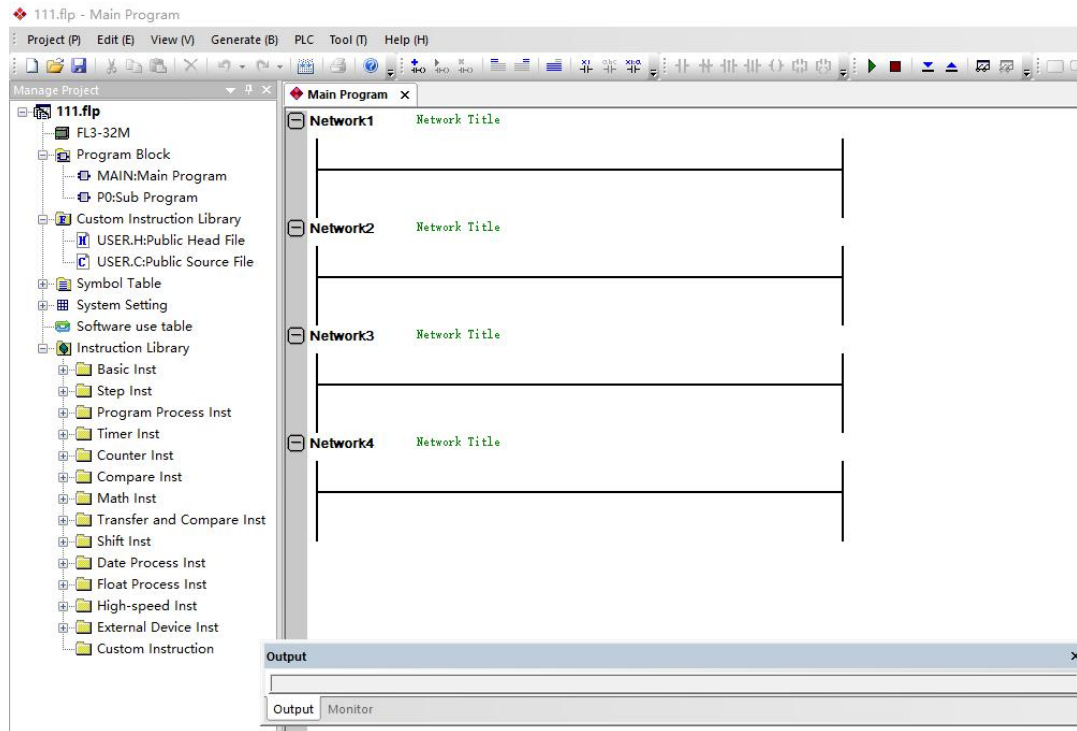 111.flp - Main Program
Project (P) Edit (E) View (V) Generate (B) PLC Tool (T) Help (H)
Manage Project
111.flp
FL3-32M
Program Block
MAIN:Main Program
P0:Sub Program
Custom Instruction Library
USER.H:Public Head File
USER.C:Public Source File
Symbol Table
System Setting
Software use table
Instruction Library
Basic Inst
Step Inst
Program Process Inst
Timer Inst
Counter Inst
Compare Inst
Math Inst
Transfer and Compare Inst
Shift Inst
Date Process Inst
Float Process Inst
High-speed Inst
External Device Inst
Custom Instruction
Main Program X
Network1 Network Title
Network2 Network Title
Network3 Network Title
Network4 Network Title
Output
Output Monitor